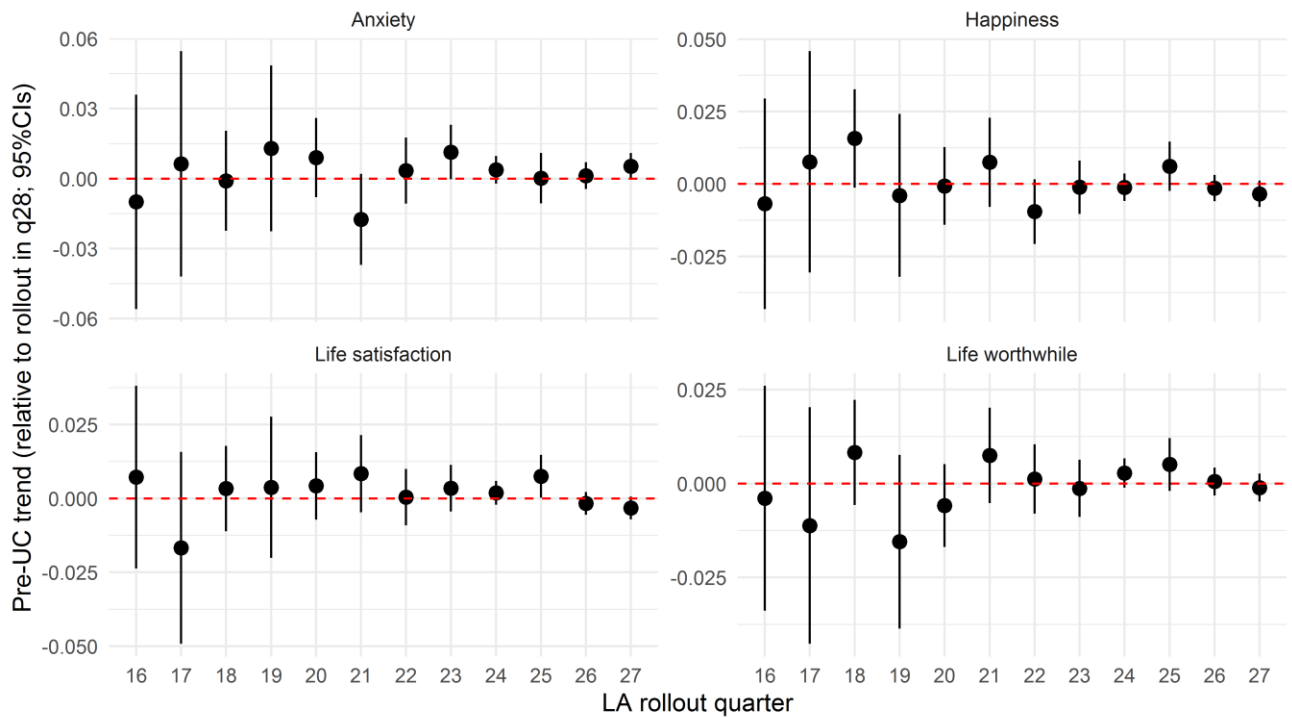 Anxiety
Happiness
0.06
0.03
0.00
-0.03
-0.06
0.050
0.025
0.000
-0.025
Life satisfaction
Life worthwhile
0.025
0.000
-0.025
-0.050
0.025
0.000
-0.025
16 17 18 19 20 21 22 23 24 25 26 27
16 17 18 19 20 21 22 23 24 25 26 27
LA rollout quarter
Pre-UC trend (relative to rollout in q28; 95%CIs)